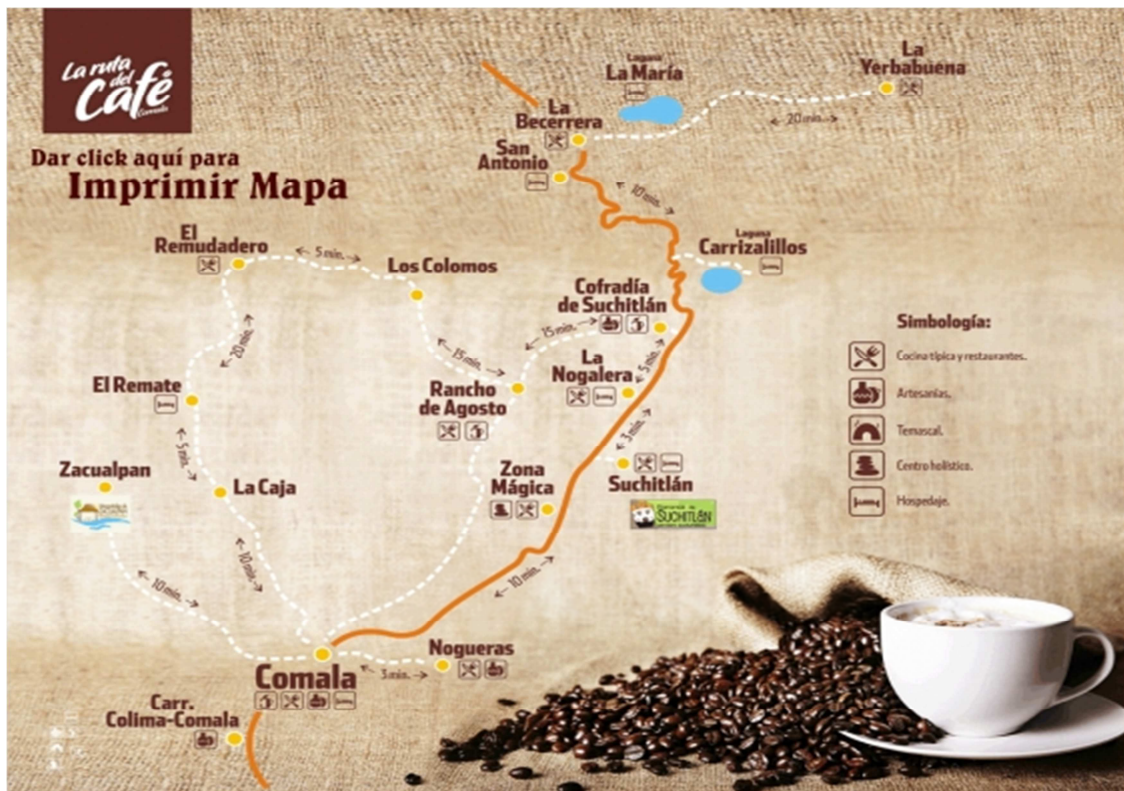 La ruta
del
Café
Comala
Dar click aquí para
Imprimir Mapa
Laguna
La María
La
Yerbabuena
20 min.
La
Becerrera
San
Antonio
10 min.
Laguna
Carrizalillos
El
Remudadero
5 min.
Los Colomos
Cofradía
de Suchitlán
15 min.
15 min.
20 min.
La
Nogalera
5 min.
El Remate
Rancho
de Agosto
3 min.
5 min.
Zacualpan
La Caja
Zona
Mágica
Suchitlán
SUCHITLÁN
10 min.
10 min.
10 min.
Nogueras
3 min.
Comala
Carr.
Colima-Comala
Simbología:
Cocina típica y restaurantes.
Artesanías.
Temascal.
Centro holístico.
Hospedaje.